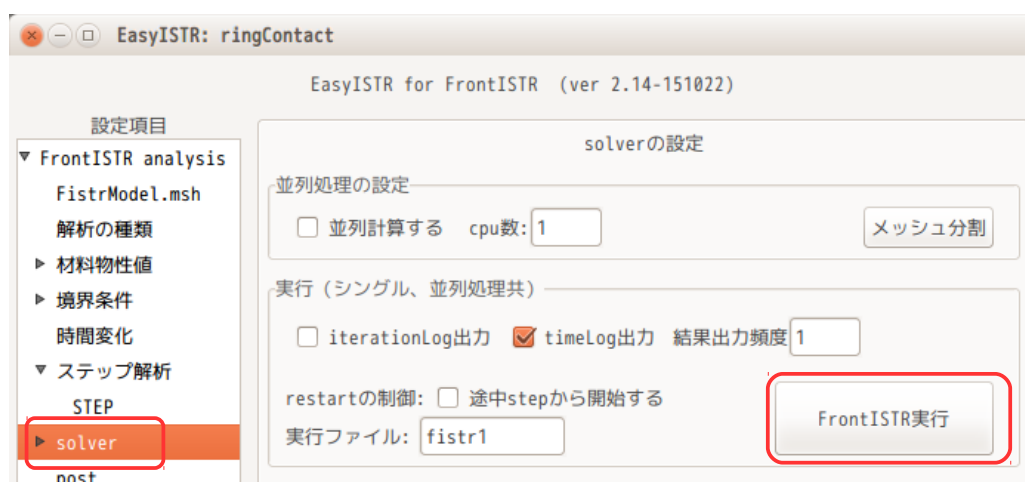 EasyISTR: ringContact
EasyISTR for FrontISTR (ver 2.14-151022)
設定項目
FrontISTR analysis
FistrModel.msh
解析の種類
材料物性値
境界条件
時間変化
ステップ解析
STEP
solver
post
solverの設定
並列処理の設定
並列計算する cpu数: 1 メッシュ分割
実行 (シングル、並列処理共)
iterationLog出力 timeLog出力 結果出力頻度 1
restartの制御: 途中stepから開始する
実行ファイル: fistr1
FrontISTR実行